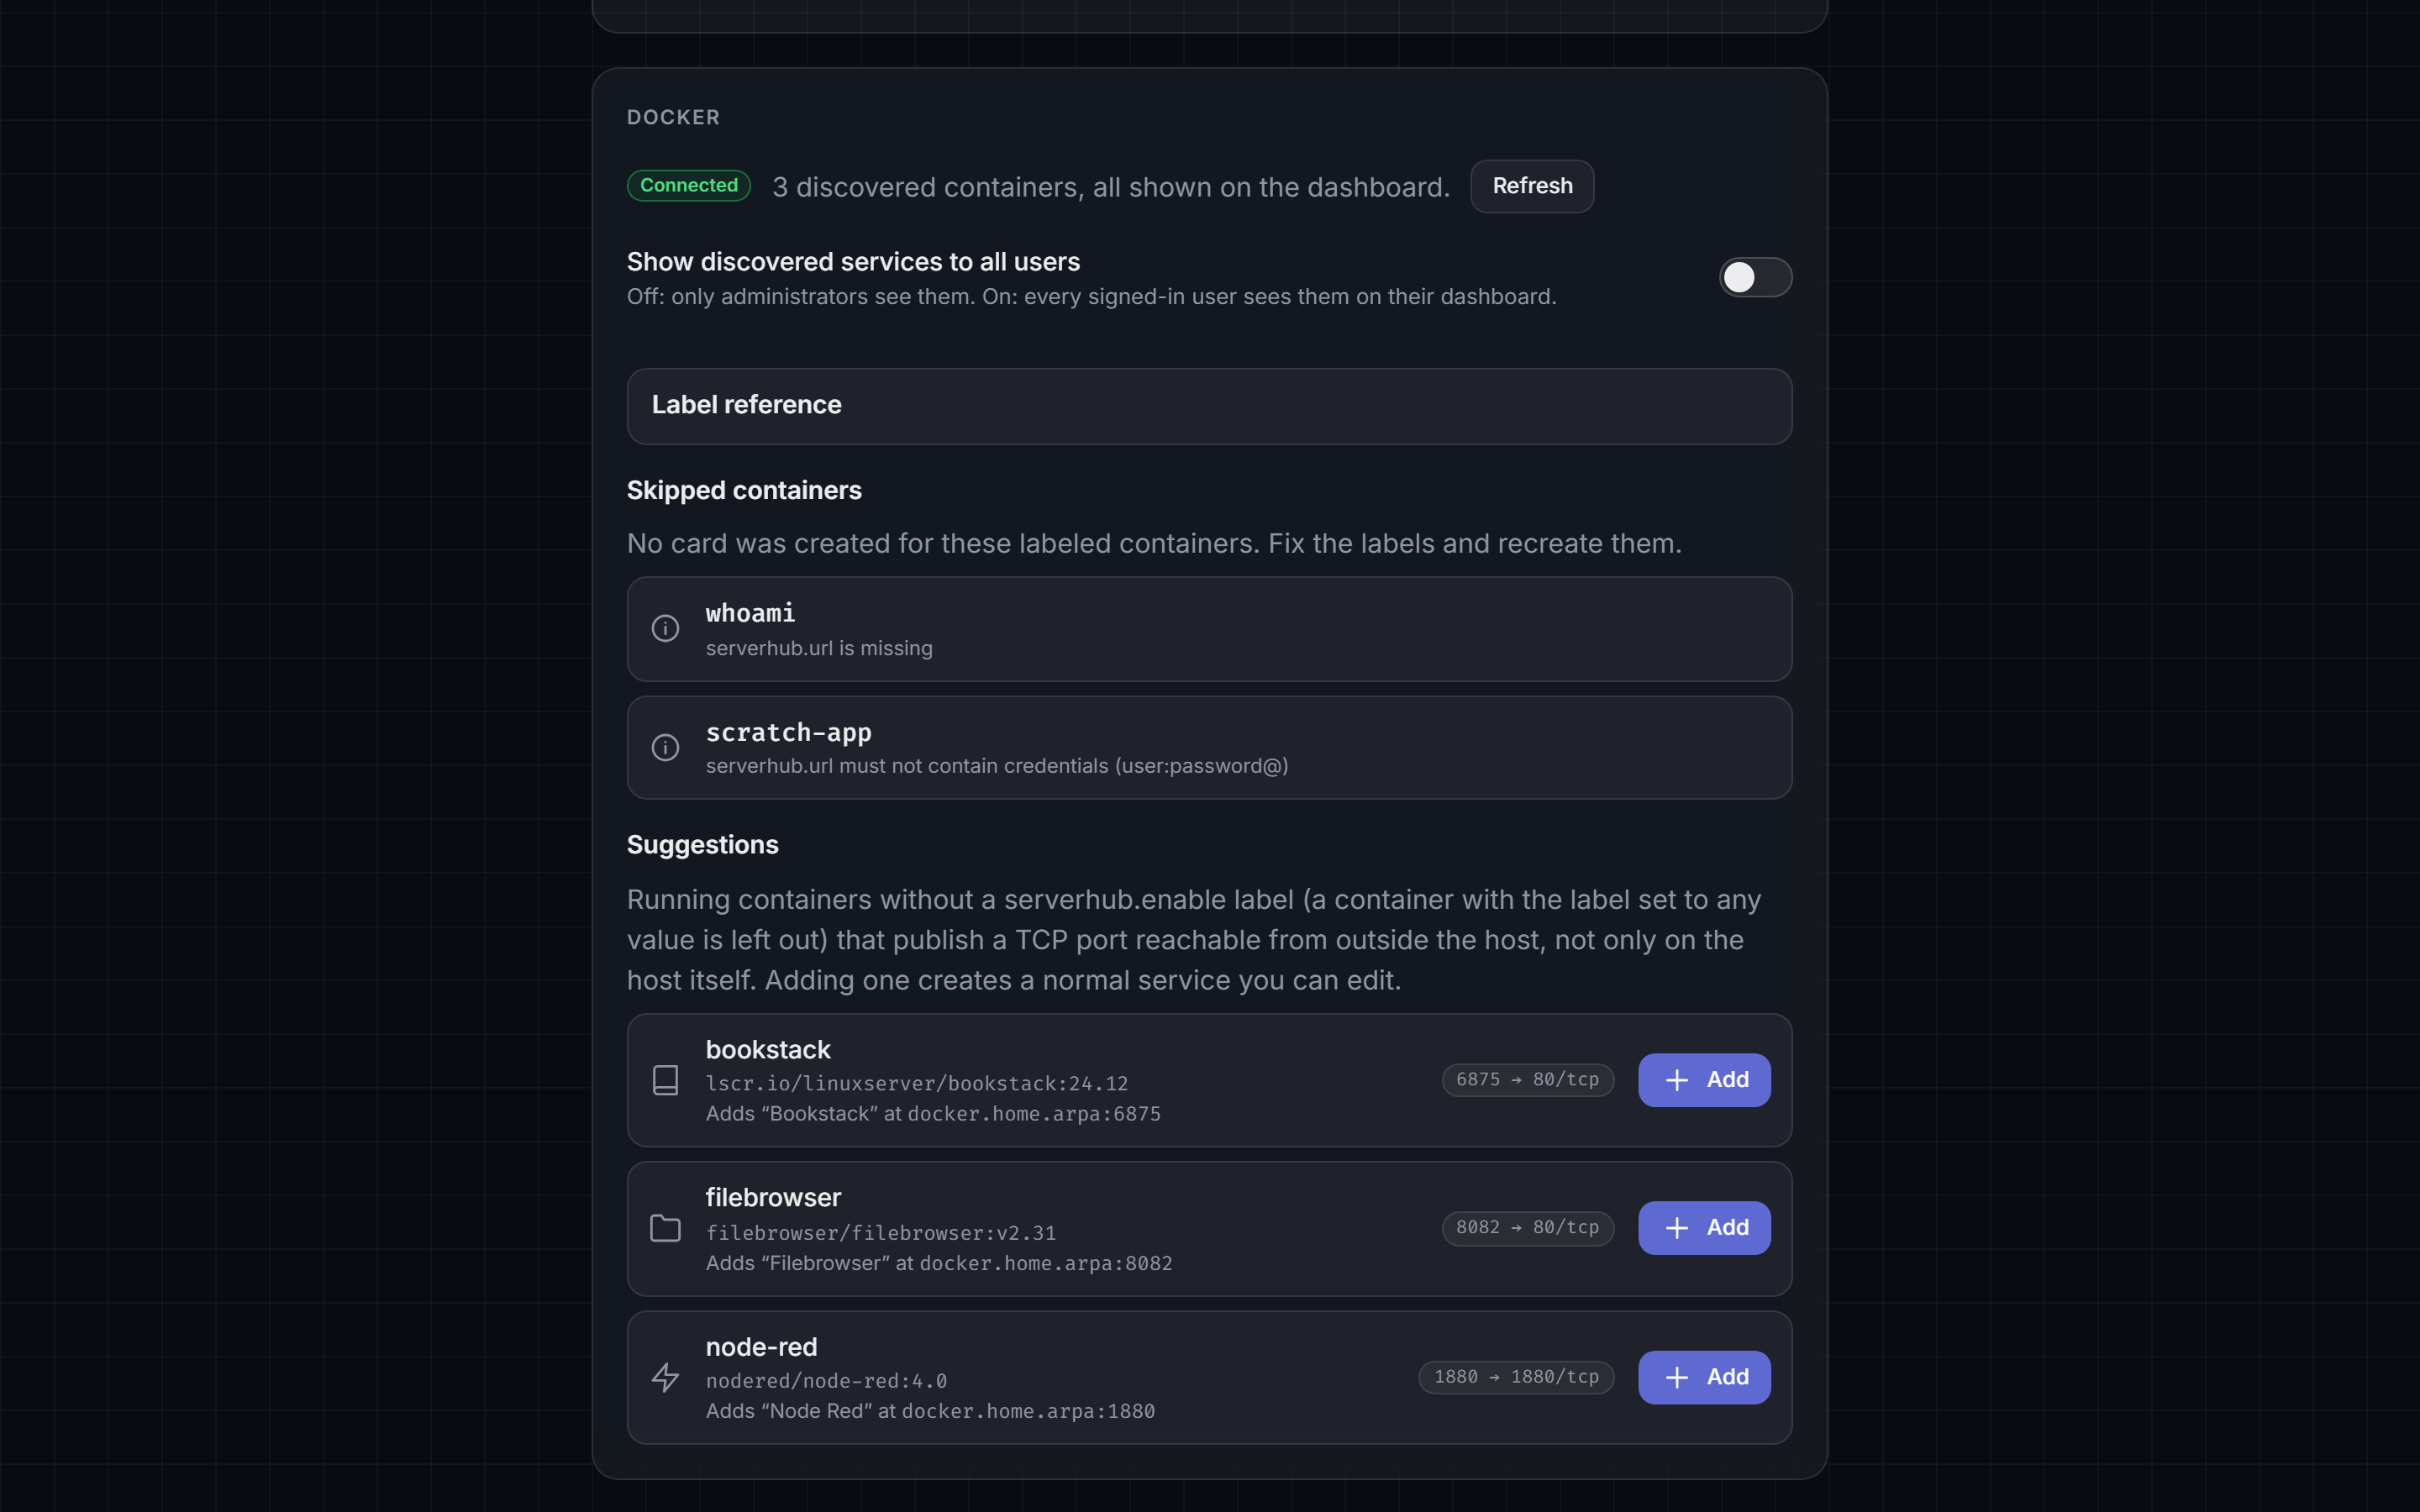 DOCKER
Connected 3 discovered containers, all shown on the dashboard. Refresh
Show discovered services to all users
Off: only administrators see them. On: every signed-in user sees them on their dashboard.
Label reference
Skipped containers
No card was created for these labeled containers. Fix the labels and recreate them.
whoami
serverhub.url is missing
scratch-app
serverhub.url must not contain credentials (user:password@)
Suggestions
Running containers without a serverhub.enable label (a container with the label set to any
value is left out) that publish a TCP port reachable from outside the host, not only on the
host itself. Adding one creates a normal service you can edit.
bookstack
lscr.io/linuxserver/bookstack:24.12
Adds “Bookstack” at docker.home.arpa:6875
6875 → 80/tcp
Add
filebrowser
filebrowser/filebrowser:v2.31
Adds “Filebrowser” at docker.home.arpa:8082
8082 → 80/tcp
Add
node-red
nodered/node-red:4.0
Adds “Node Red” at docker.home.arpa:1880
1880 → 1880/tcp
Add